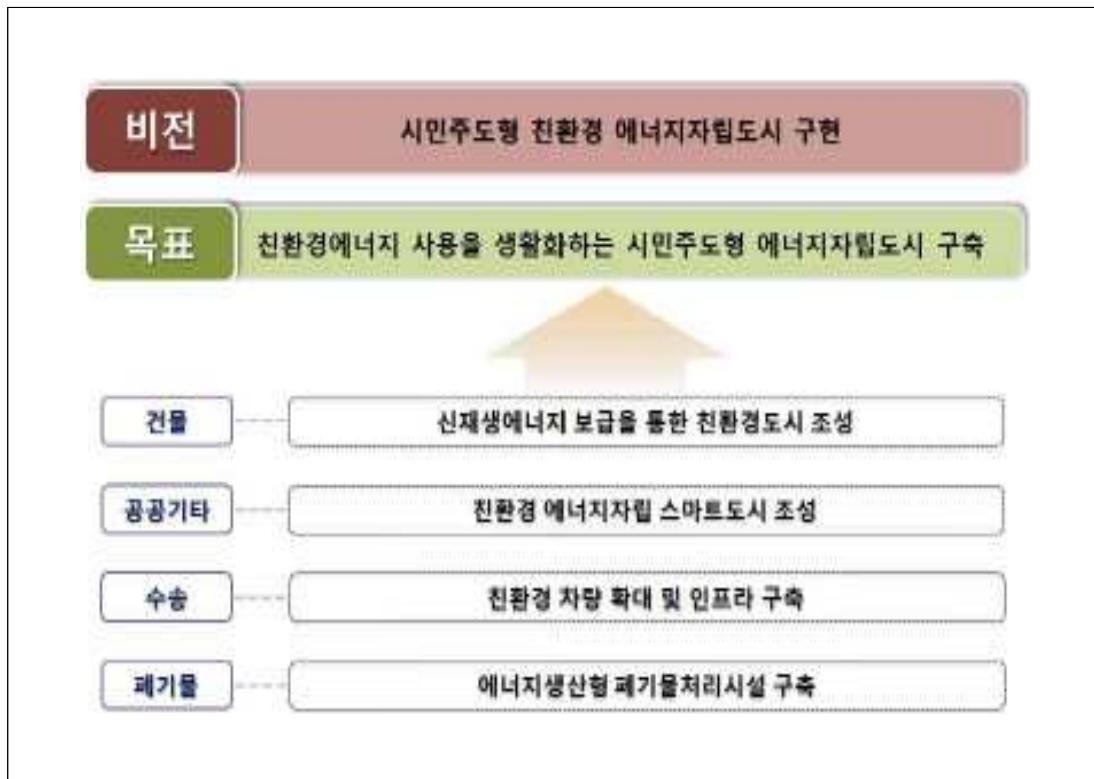 비전
시민주도형 친환경 에너지자립도시 구현
목표
친환경에너지 사용을 생활화하는 시민주도형 에너지자립도시 구축
건물
신재생에너지 보급을 통한 친환경도시 조성
공공기타
친환경 에너지자립 스마트도시 조성
수송
친환경 차량 확대 및 인프라 구축
폐기물
에너지생산형 폐기물처리시설 구축